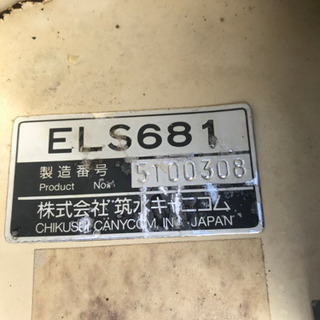 ELS681
製造番号 5100308
Product Nos
株式会社 筑水キャニコム
CHIKUSUI CANYCOM, INC. JAPAN